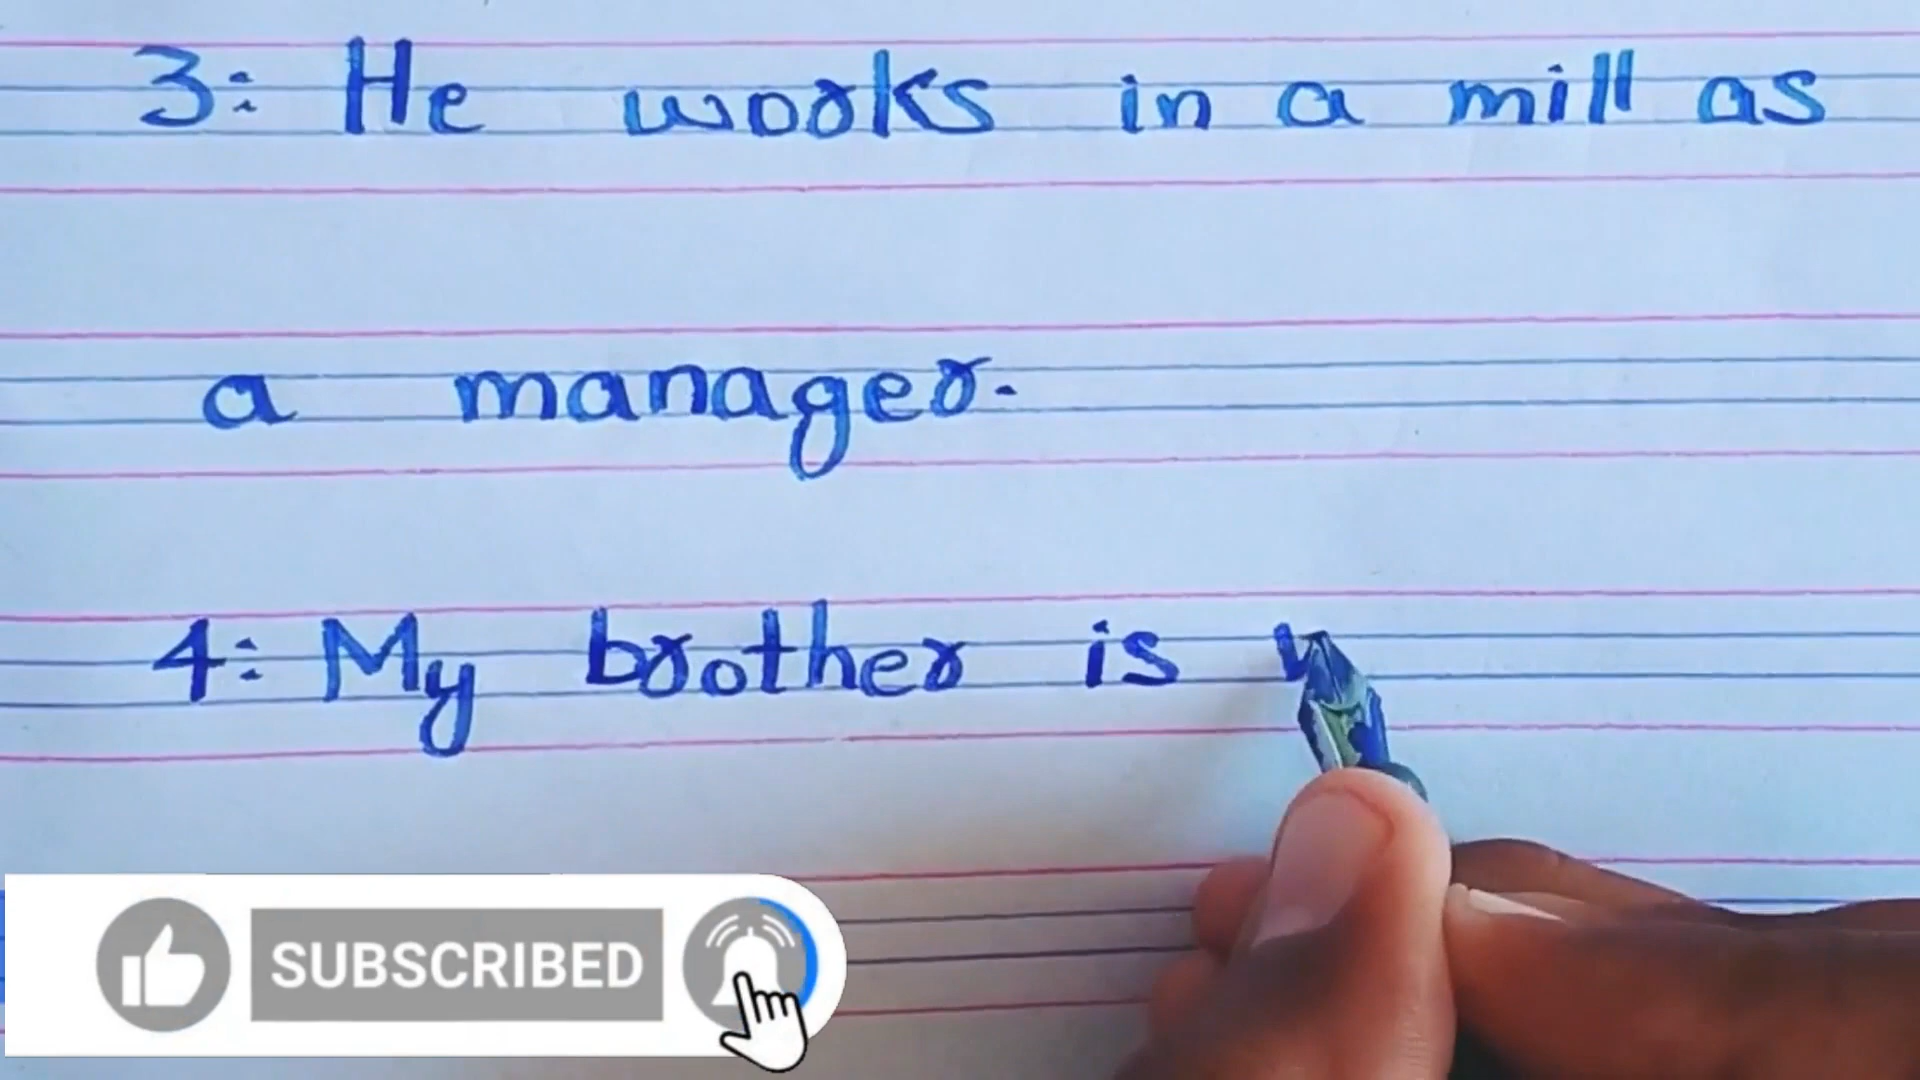 3: He works in a mill as
a manager.
4: My brother is
SUBSCRIBED